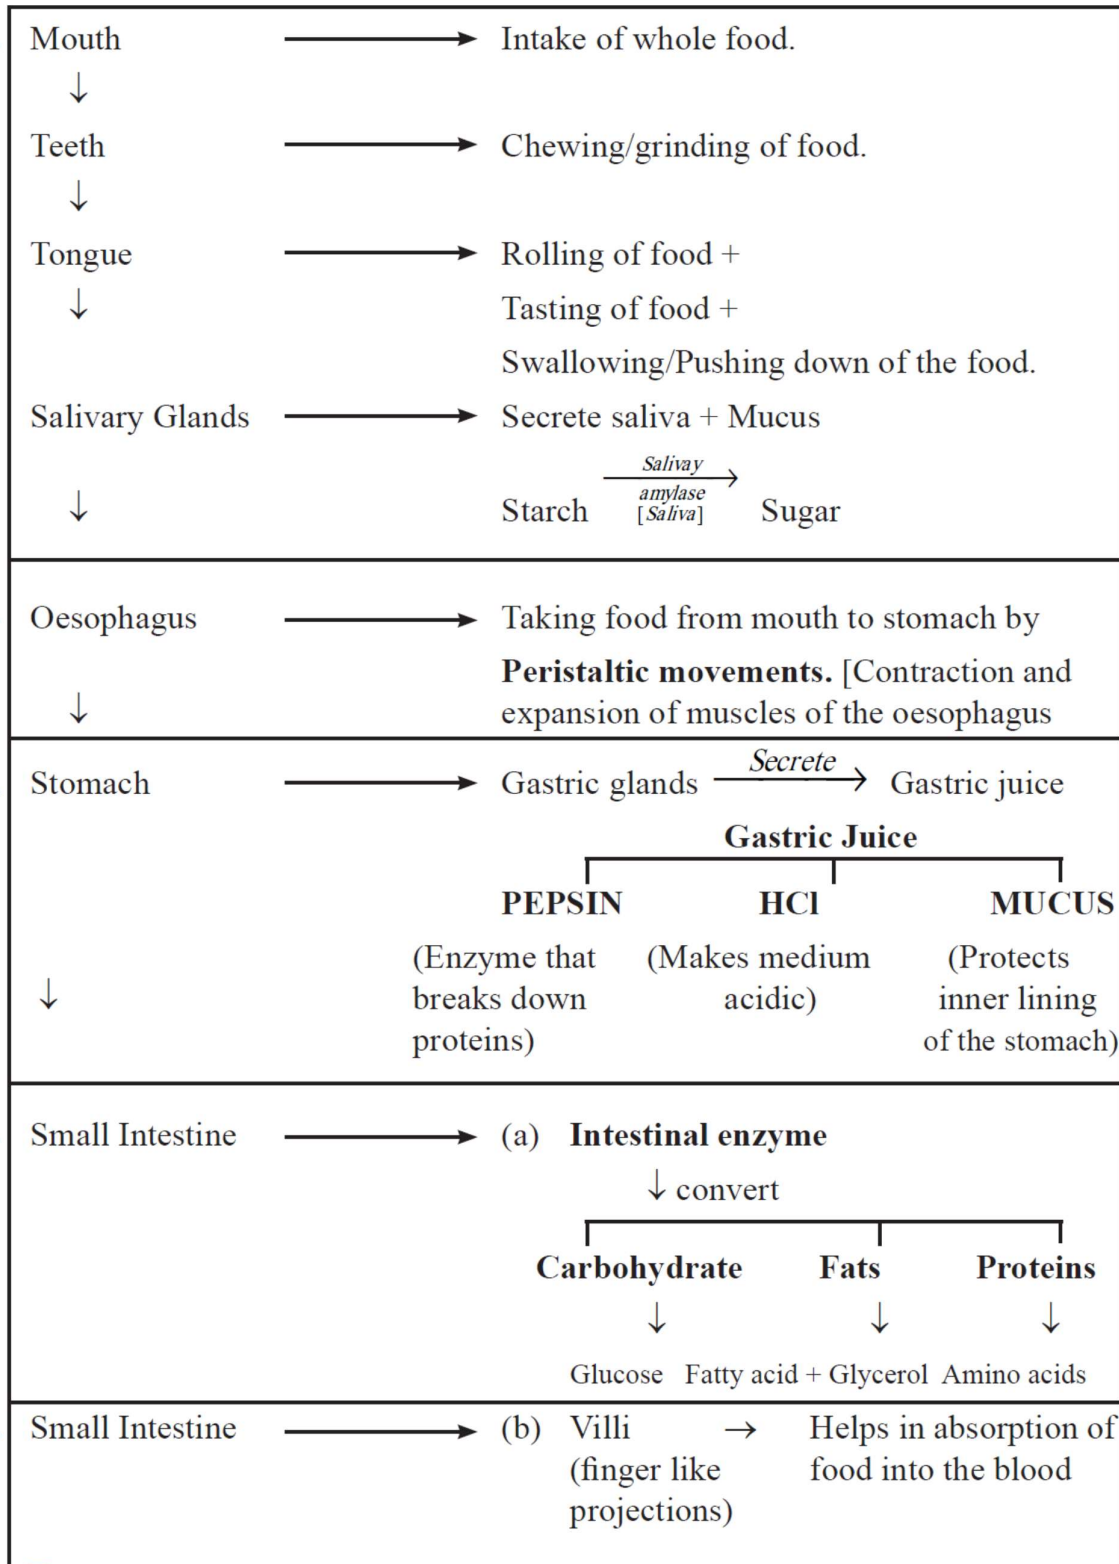 Mouth → Intake of whole food.
↓
Teeth → Chewing/grinding of food.
↓
Tongue → Rolling of food +
↓ Tasting of food +
Swallowing/Pushing down of the food.
Salivary Glands → Secrete saliva + Mucus
Salivay
↓ Starch → Sugar
amylase
[Saliva]
Oesophagus → Taking food from mouth to stomach by
Peristaltic movements. [Contraction and
↓ expansion of muscles of the oesophagus
Stomach → Gastric glands Secrete → Gastric juice
Gastric Juice
PEPSIN HCl MUCUS
(Enzyme that (Makes medium (Protects
↓ breaks down acidic) inner lining
proteins) of the stomach)
Small Intestine → (a) Intestinal enzyme
↓ convert
Carbohydrate Fats Proteins
↓ ↓ ↓
Glucose Fatty acid + Glycerol Amino acids
Small Intestine → (b) Villi → Helps in absorption of
(finger like food into the blood
projections)